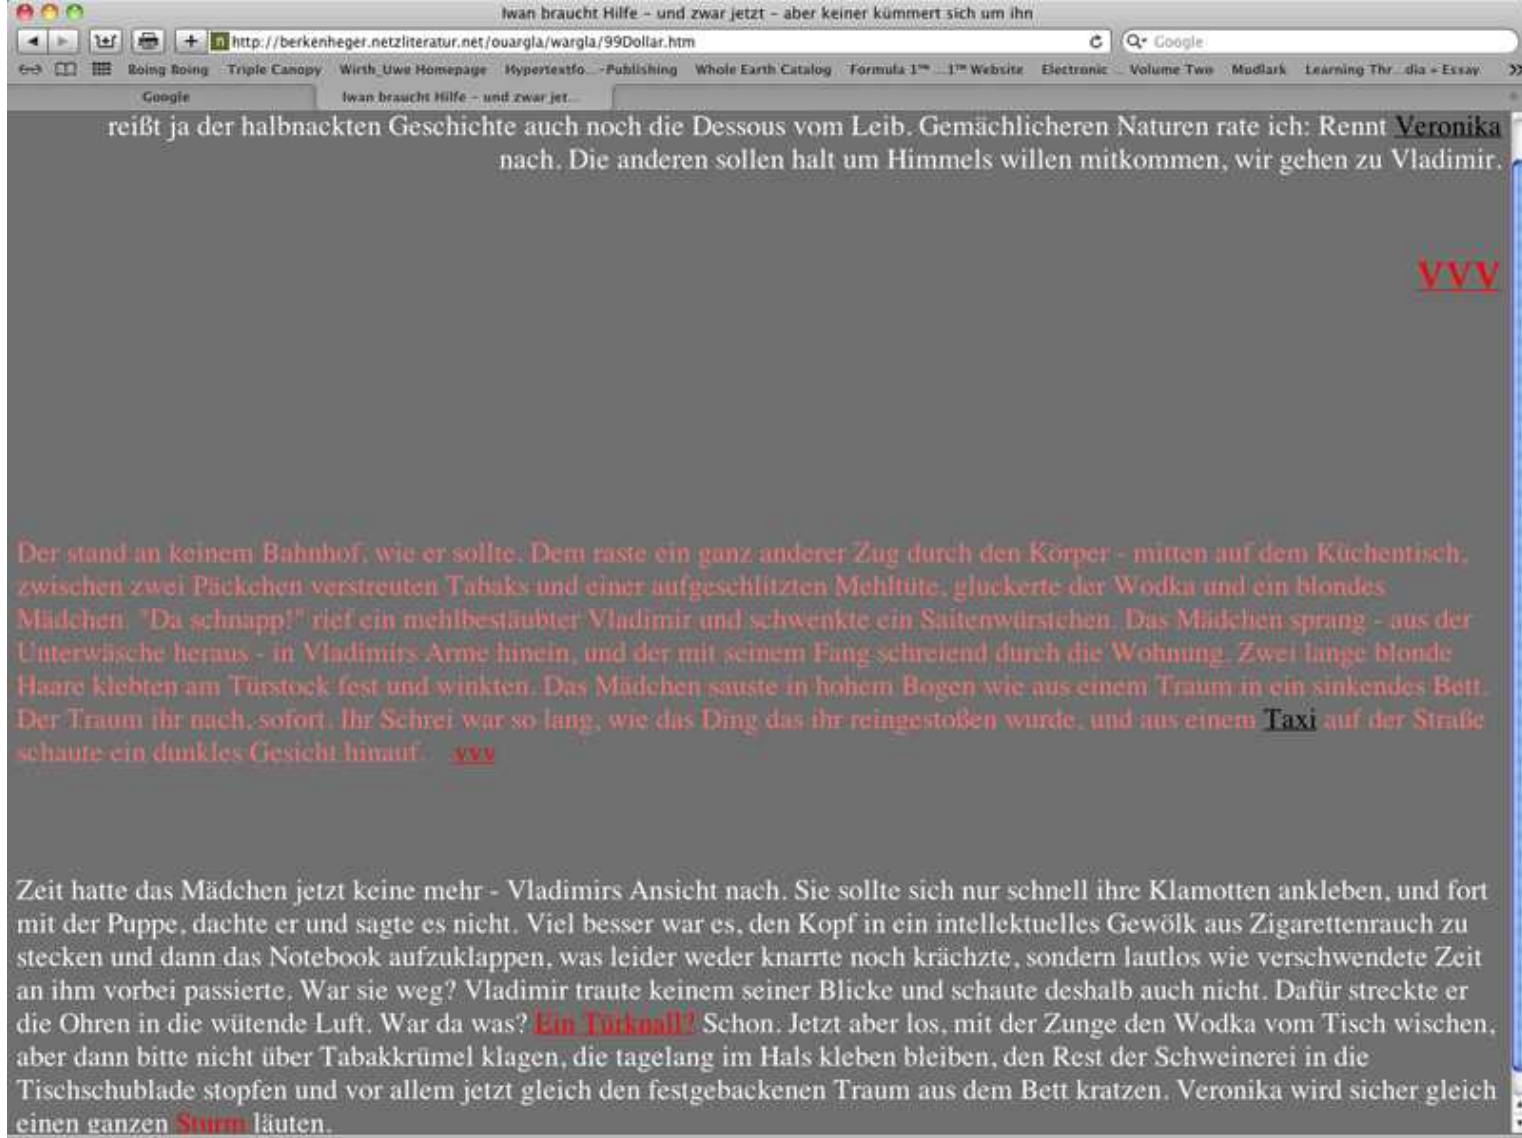 Iwan braucht Hilfe – und zwar jetzt – aber keiner kümmert sich um ihn
http://berkenheger.netzliteratur.net/ouargla/wargla/99Dollar.htm
Google
Boing Boing Triple Canopy Wirth_Uwe Homepage Hypertextfo...-Publishing Whole Earth Catalog Formula 1™ ...1™ Website Electronic ... Volume Two Mudlark Learning Thr...dia « Essay
Google Iwan braucht Hilfe – und zwar jet...
reißt ja der halbnackten Geschichte auch noch die Dessous vom Leib. Gemächlicheren Naturen rate ich: Rennt Veronika
nach. Die anderen sollen halt um Himmels willen mitkommen, wir gehen zu Vladimir.
VVV
Der stand an keinem Bahnhof, wie er sollte. Dem raste ein ganz anderer Zug durch den Körper - mitten auf dem Küchentisch,
zwischen zwei Päckchen verstreuten Tabaks und einer aufgeschlitzten Mehltüte, gluckerte der Wodka und ein blondes
Mädchen. "Da schnapp!" rief ein mehlbestäubter Vladimir und schwenkte ein Saitenwürstchen. Das Mädchen sprang - aus der
Unterwäsche heraus - in Vladimirs Arme hinein, und der mit seinem Fang schreiend durch die Wohnung. Zwei lange blonde
Haare klebten am Türstock fest und winkten. Das Mädchen sauste in hohem Bogen wie aus einem Traum in ein sinkendes Bett.
Der Traum ihr nach, sofort. Ihr Schrei war so lang, wie das Ding das ihr reingestoßen wurde, und aus einem Taxi auf der Straße
schaute ein dunkles Gesicht hinauf. vvv
Zeit hatte das Mädchen jetzt keine mehr - Vladimirs Ansicht nach. Sie sollte sich nur schnell ihre Klamotten ankleben, und fort
mit der Puppe, dachte er und sagte es nicht. Viel besser war es, den Kopf in ein intellektuelles Gewölk aus Zigarettenrauch zu
stecken und dann das Notebook aufzuklappen, was leider weder knarrte noch krächzte, sondern lautlos wie verschwendete Zeit
an ihm vorbei passierte. War sie weg? Vladimir traute keinem seiner Blicke und schaute deshalb auch nicht. Dafür streckte er
die Ohren in die wütende Luft. War da was? Ein Türknall? Schon. Jetzt aber los, mit der Zunge den Wodka vom Tisch wischen,
aber dann bitte nicht über Tabakkrümel klagen, die tagelang im Hals kleben bleiben, den Rest der Schweinerei in die
Tischschublade stopfen und vor allem jetzt gleich den festgebackenen Traum aus dem Bett kratzen. Veronika wird sicher gleich
einen ganzen Sturm läuten.